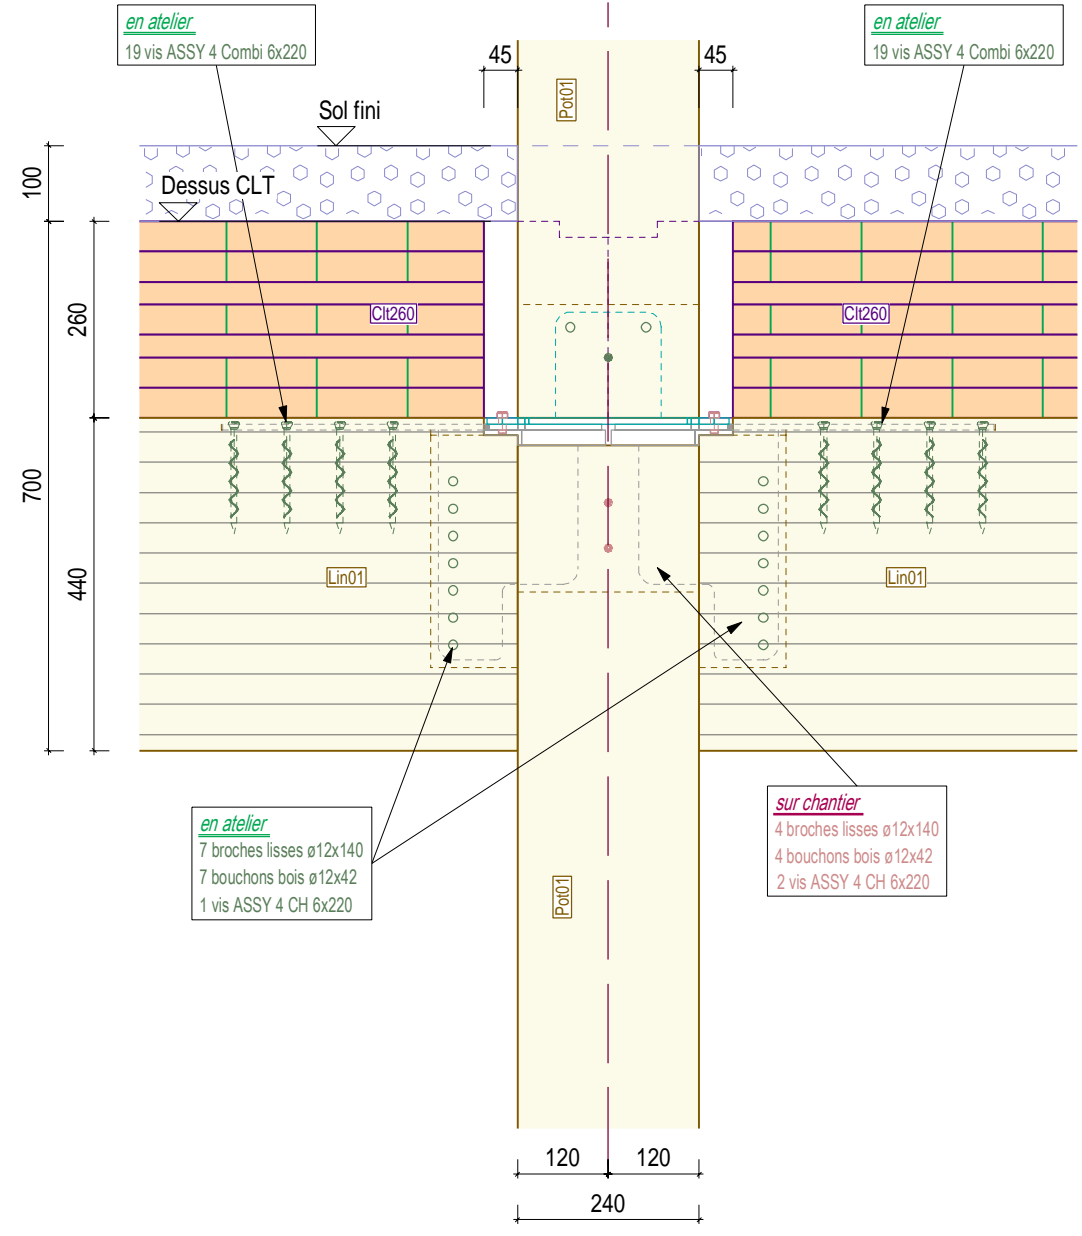 en atelier
19 vis ASSY 4 Combi 6x220
en atelier
19 vis ASSY 4 Combi 6x220
45
45
Pot01
Sol fini
100
Dessus CLT
260
Clt260
Clt260
700
440
Lin01
Lin01
en atelier
7 broches lisses ø12x140
7 bouchons bois ø12x42
1 vis ASSY 4 CH 6x220
sur chantier
4 broches lisses ø12x140
4 bouchons bois ø12x42
2 vis ASSY 4 CH 6x220
Pot01
120
120
240